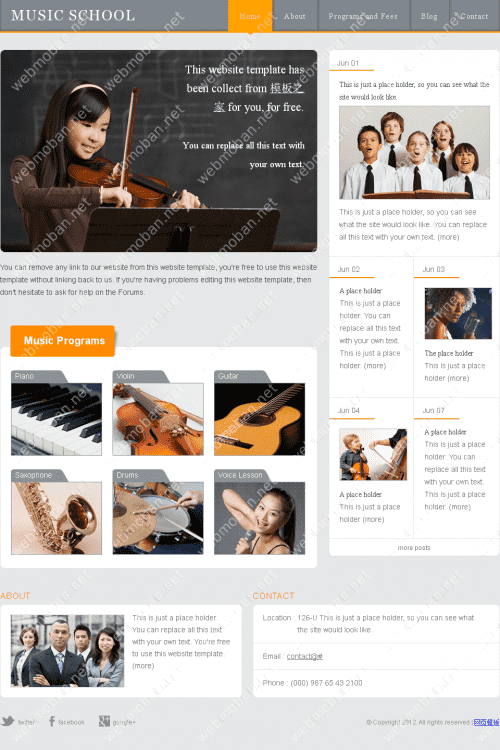 MUSIC SCHOOL
Home
About
Programs and Fees
Blog
Contact
This website template has
been collect from 模板之
家 for you, for free.
You can replace all this text with
your own text.
You can remove any link to our website from this website template, you're free to use this website
template without linking back to us. If you're having problems editing this website template, then
don't hesitate to ask for help on the Forums.
Music Programs
Piano
Violin
Guitar
Saxophone
Drums
Voice Lesson
Jun 01
This is just a place holder, so you can see what the
site would look like.
This is just a place holder, so you can see
what the site would look like. You can replace
all this text with your own text. (more)
Jun 02
A place holder
This is just a place
holder. You can
replace all this text
with your own text.
This is just a place
holder. (more)
Jun 03
The place holder
This is just a place
holder (more)
Jun 04
A place holder
This is just a place
holder (more)
Jun 07
A place holder
This is just a place
holder. You can
replace all this text
with your own text.
This is just a place
holder. (more)
more posts
ABOUT
This is just a place holder.
You can replace all this text
with your own text. You're free
to use this website template.
(more)
CONTACT
Location : 126-U This is just a place holder, so you can see what
the site would look like.
Email : contact@#
Phone : (000) 987 65 43 2100
twitter
facebook
google+
© Copyright 2012. All rights reserved | 网页模板
webmoban.net